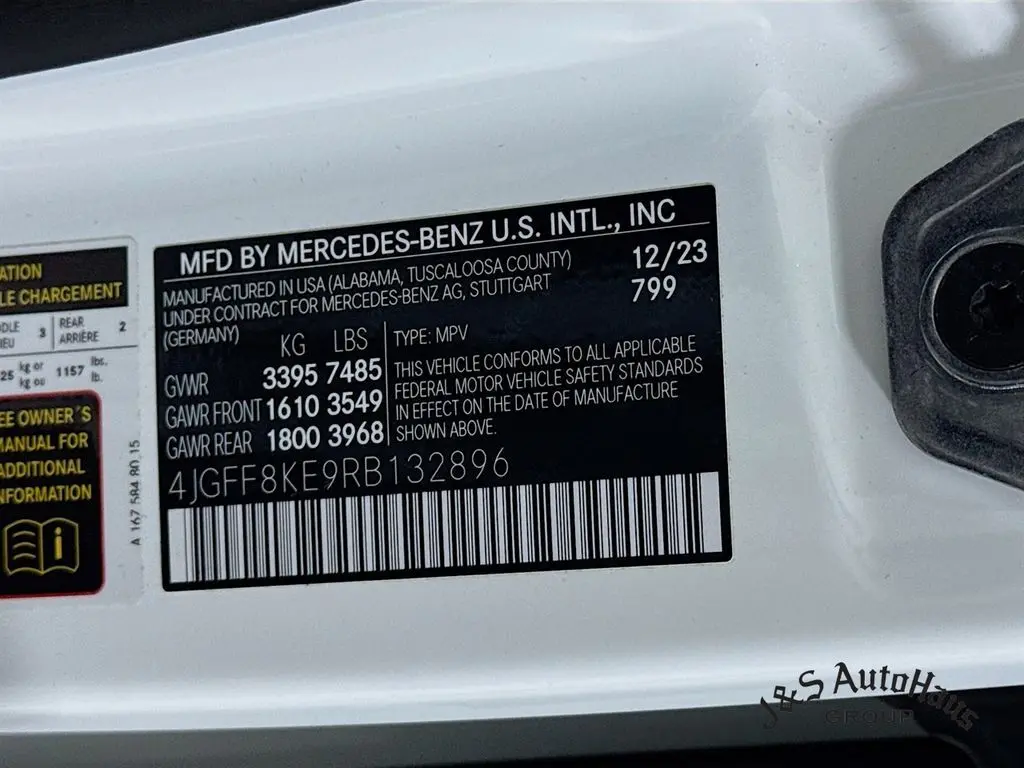 ATION
LE CHARGEMENT
3 REAR 2
ARRIÈRE
25 kg or 1157 lbs.
kg ou lb.
EE OWNER´S
MANUAL FOR
ADDITIONAL
NFORMATION
i
A 167 584 80 15
MFD BY MERCEDES-BENZ U.S. INTL., INC
MANUFACTURED IN USA (ALABAMA, TUSCALOOSA COUNTY) 12/23
UNDER CONTRACT FOR MERCEDES-BENZ AG, STUTTGART 799
(GERMANY)
KG LBS
GVWR 3395 7485
GAWR FRONT 1610 3549
GAWR REAR 1800 3968
TYPE: MPV
THIS VEHICLE CONFORMS TO ALL APPLICABLE
FEDERAL MOTOR VEHICLE SAFETY STANDARDS
IN EFFECT ON THE DATE OF MANUFACTURE
SHOWN ABOVE.
4JGFF8KE9RB132896
J&S AutoHaus
GROUP